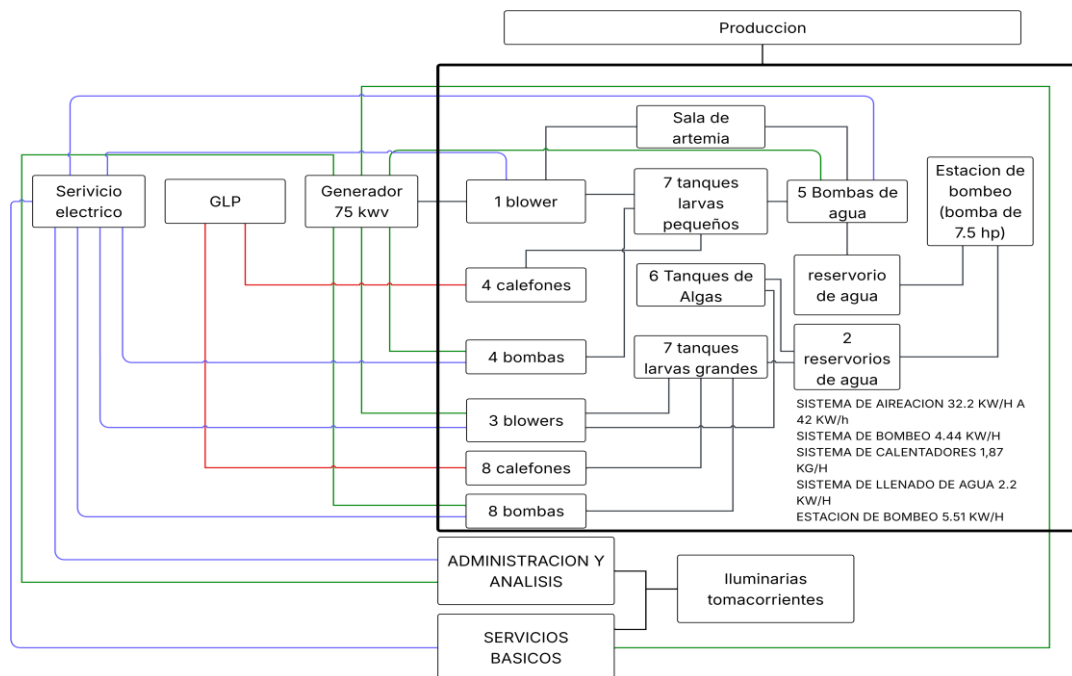 Produccion
Sala de
artemia
Serivicio
electrico
GLP
Generador
75 kwv
1 blower
7 tanques
larvas
pequeños
5 Bombas de
agua
Estacion de
bombeo
(bomba de
7.5 hp)
4 calefones
6 Tanques de
Algas
reservorio
de agua
4 bombas
7 tanques
larvas grandes
2
reservorios
de agua
3 blowers
8 calefones
8 bombas
SISTEMA DE AIREACION 32.2 KW/H A
42 KW/h
SISTEMA DE BOMBEO 4.44 KW/H
SISTEMA DE CALENTADORES 1,87
KG/H
SISTEMA DE LLENADO DE AGUA 2.2
KW/H
ESTACION DE BOMBEO 5.51 KW/H
ADMINISTRACION Y
ANALISIS
Iluminarias
tomacorrientes
SERVICIOS
BASICOS